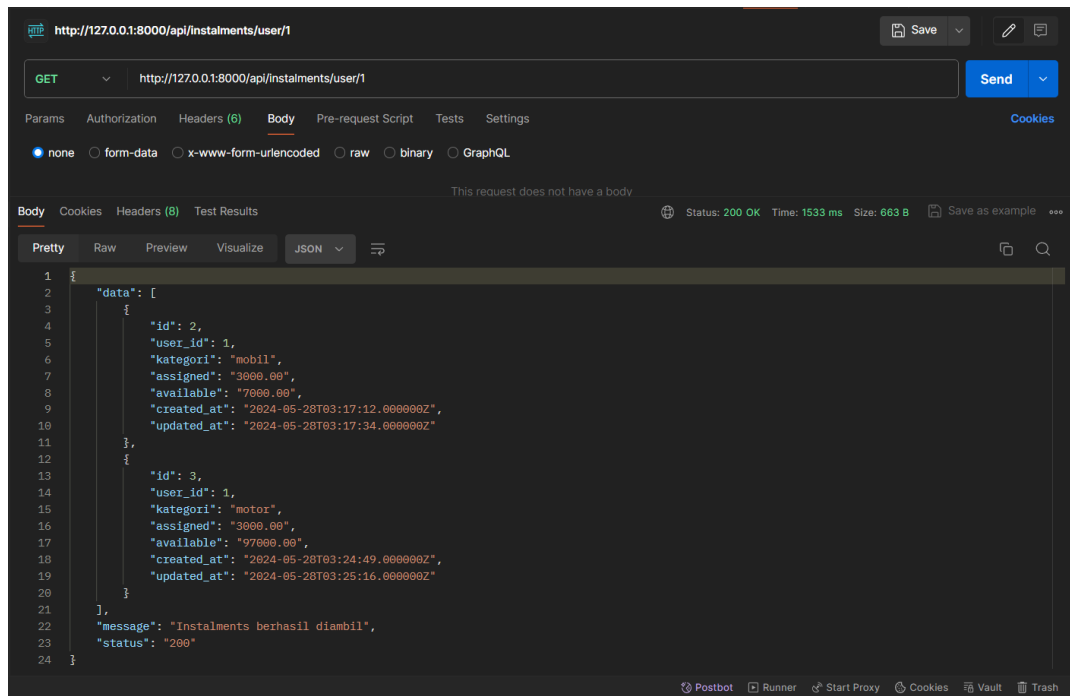 HTTP http://127.0.0.1:8000/api/instalments/user/1 Save
GET http://127.0.0.1:8000/api/instalments/user/1 Send
Params Authorization Headers (6) Body Pre-request Script Tests Settings Cookies
none form-data x-www-form-urlencoded raw binary GraphQL
This request does not have a body
Body Cookies Headers (8) Test Results Status: 200 OK Time: 1533 ms Size: 663 B Save as example
Pretty Raw Preview Visualize JSON
1 {
2 "data": [
3 {
4 "id": 2,
5 "user_id": 1,
6 "kategori": "mobil",
7 "assigned": "3000.00",
8 "available": "7000.00",
9 "created_at": "2024-05-28T03:17:12.000000Z",
10 "updated_at": "2024-05-28T03:17:34.000000Z"
11 },
12 {
13 "id": 3,
14 "user_id": 1,
15 "kategori": "motor",
16 "assigned": "3000.00",
17 "available": "97000.00",
18 "created_at": "2024-05-28T03:24:49.000000Z",
19 "updated_at": "2024-05-28T03:25:16.000000Z"
20 }
21 ],
22 "message": "Instalments berhasil diambil",
23 "status": "200"
24 }
Postbot Runner Start Proxy Cookies Vault Trash